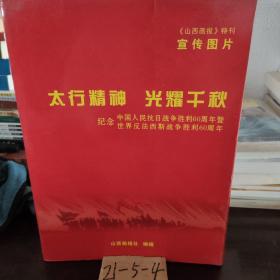 《山西画报》特刊
宣传图片
太行精神 光耀千秋
纪念 中国人民抗日战争胜利60周年暨
世界反法西斯战争胜利60周年
山西画报社 编辑
21-5-4